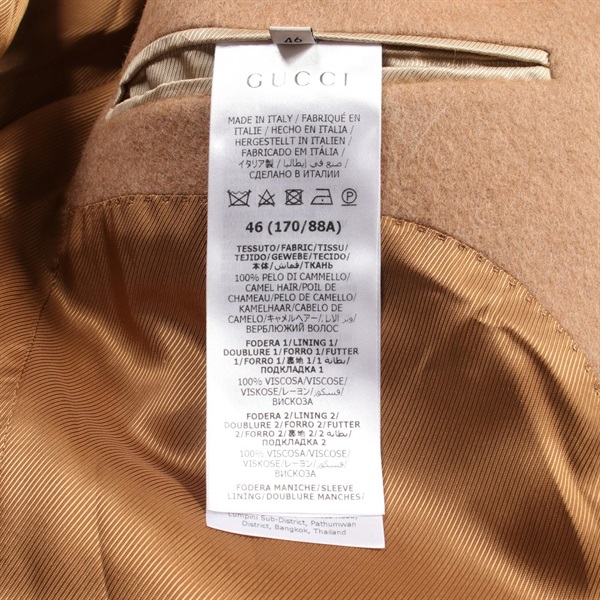 46
GUCCI
MADE IN ITALY / FABRIQUÉ EN
ITALIE / HECHO EN ITALIA /
HERGESTELLT IN ITALIEN /
FABRICADO EM ITÁLIA /
イタリア製 / صنع في إيطاليا /
СДЕЛАНО В ИТАЛИИ
46 (170/88A)
TESSUTO/FABRIC/TISSU/
TEJIDO/GEWEBE/TECIDO/
本体/قماش/ТКАНЬ
100% PELO DI CAMMELLO/
CAMEL HAIR/POIL DE
CHAMEAU/PELO DE CAMELLO/
KAMELHAAR/CABELO DE
CAMELO/キャメルヘアー/وبر الإبل/
ВЕРБЛЮЖИЙ ВОЛОС
FODERA 1/LINING 1/
DOUBLURE 1/FORRO 1/FUTTER
1/FORRO 1/裏地 1/بطانة 1/
ПОДКЛАДКА 1
100% VISCOSA/VISCOSE/
VISKOSE/レーヨン/فسكوز/
ВИСКОЗА
FODERA 2/LINING 2/
DOUBLURE 2/FORRO 2/FUTTER
2/FORRO 2/裏地 2/بطانة 2/
ПОДКЛАДКА 2
100% VISCOSA/VISCOSE/
VISKOSE/レーヨン/فسكوز/
ВИСКОЗА
FODERA MANICHE/SLEEVE
LINING/DOUBLURE MANCHES/
Lumpini Sub-District, Pathumwan
District, Bangkok, Thailand